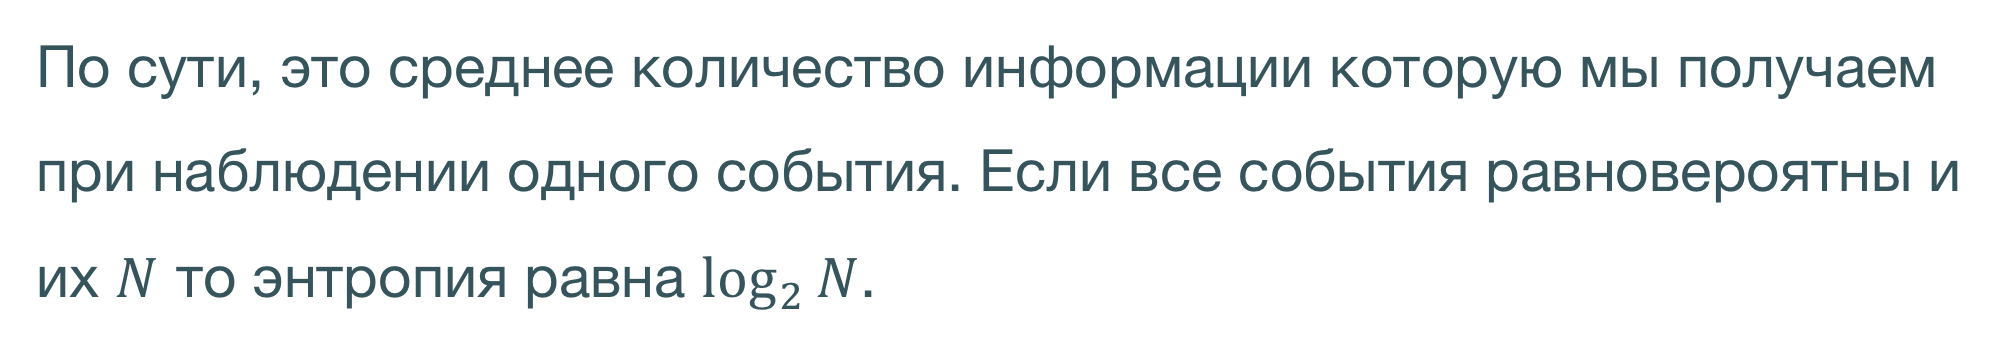 По сути, это среднее количество информации которую мы получаем
при наблюдении одного события. Если все события равновероятны и
их N то энтропия равна log₂ N.